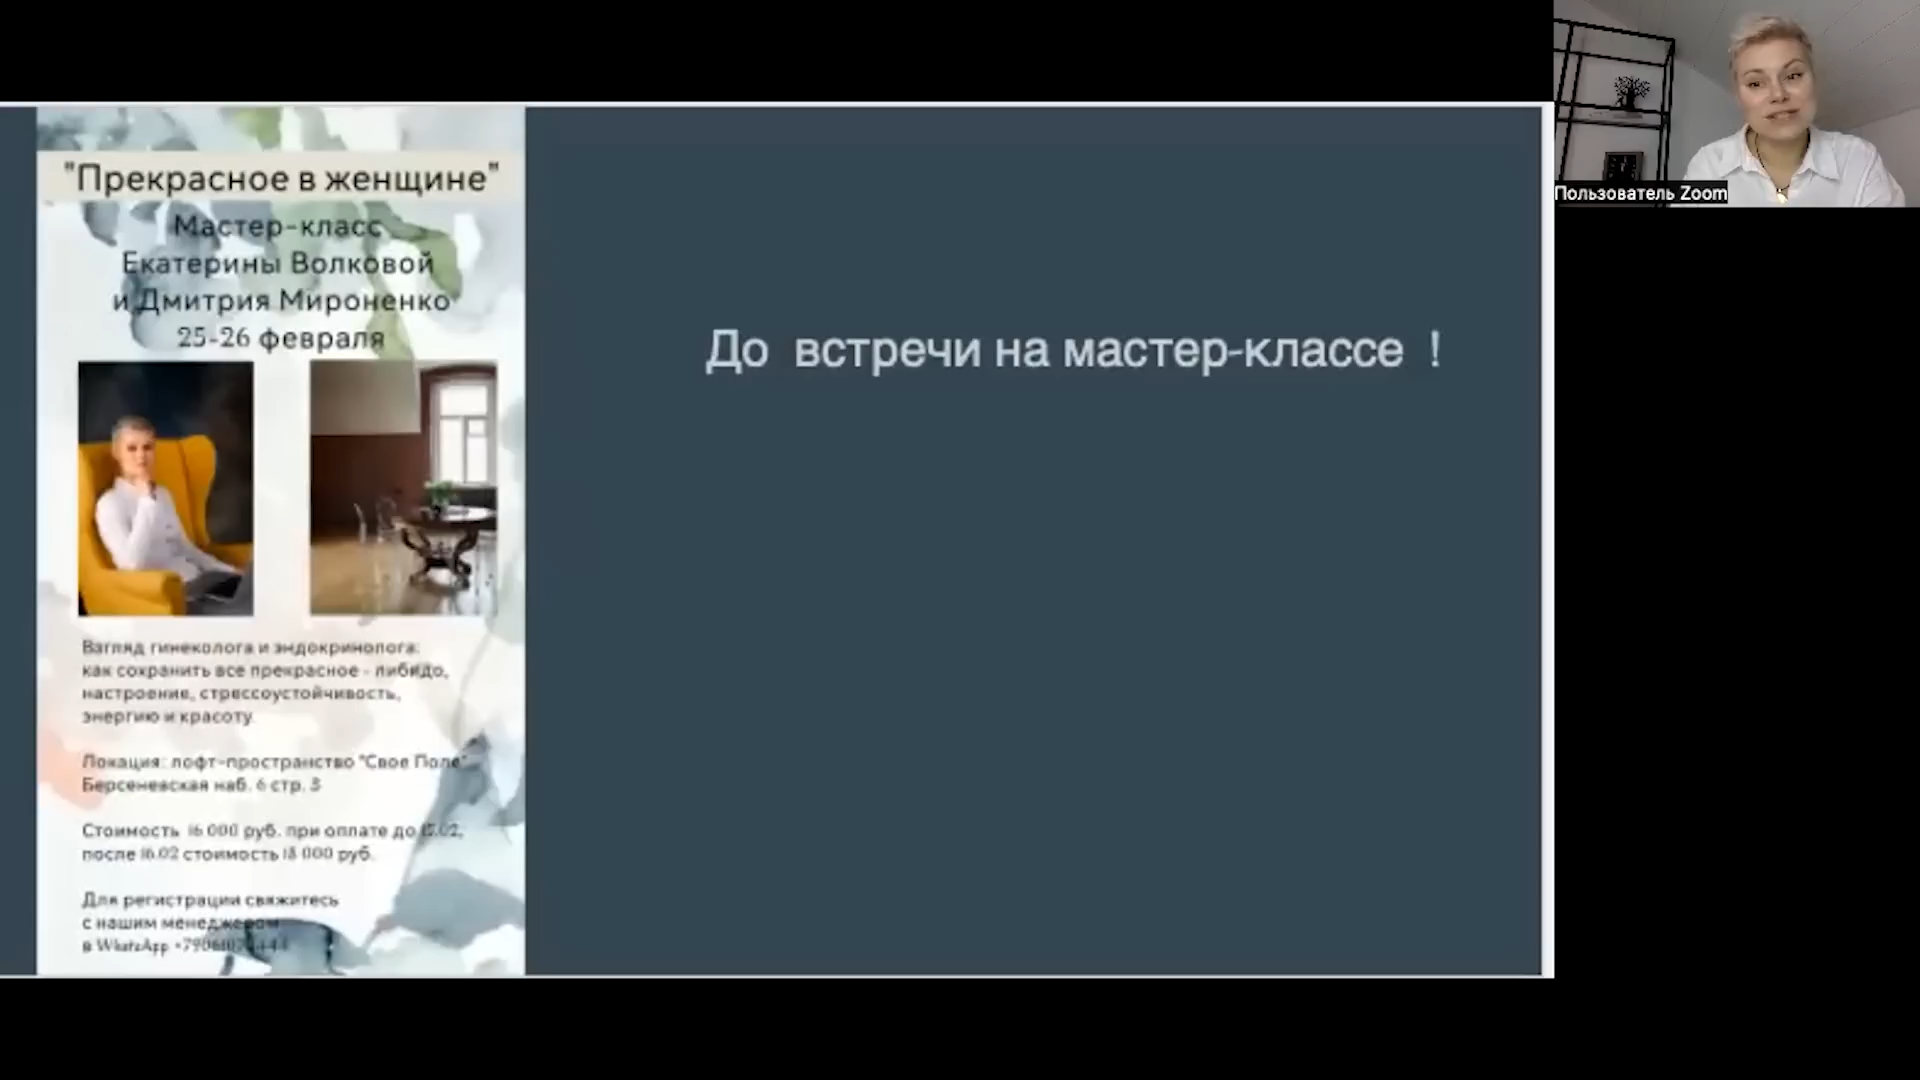 "Прекрасное в женщине"
Мастер-класс
Екатерины Волковой
и Дмитрия Мироненко
25-26 февраля
Взгляд гинеколога и эндокринолога:
как сохранить все прекрасное - либидо,
настроение, стрессоустойчивость,
энергию и красоту
Локация: лофт-пространство "Свое Поле"
Берсеневская наб. 6 стр. 3
Стоимость 16 000 руб. при оплате до
после 16.02 стоимость 18 000 руб.
Для регистрации свяжитесь
с нашим менеджером
в WhatsApp
До встречи на мастер-классе !
Пользователь Zoom